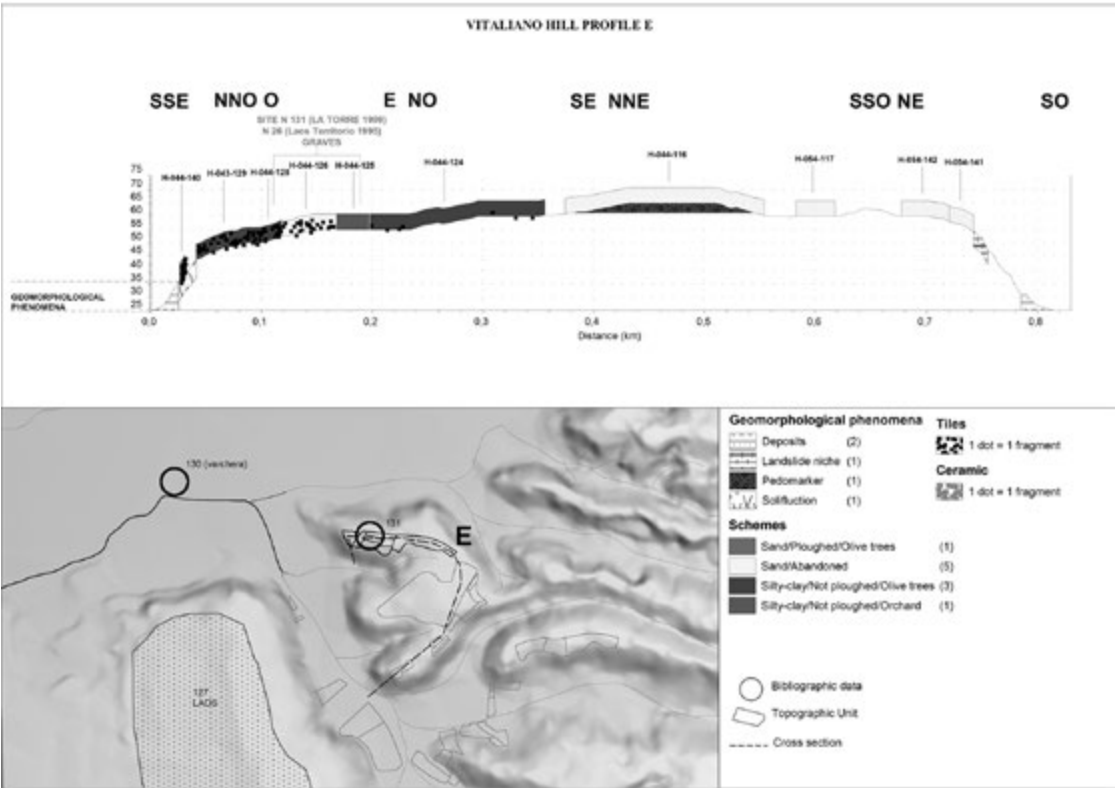 VITALIANO HILL PROFILE E
SSE NNO O E NO SE NNE SSO NE SO
SITE N 131 (LA TORRE 1999)
N 26 (Laos Territorio 1995)
GRAVES
H-044-140 H-043-129 H-044-128 H-044-126 H-044-125 H-044-124 H-044-116 H-054-117 H-054-142 H-054-141
75
70
65
60
55
50
45
40
35
30
25
GEOMORPHOLOGICAL
PHENOMENA
0,0 0,1 0,2 0,3 0,4 0,5 0,6 0,7 0,8
Distance (km)
130 (vaschera)
131
E
127
LAOS
Geomorphological phenomena
Deposits (2)
Landslide niche (1)
Pedomarker (1)
Solifluction (1)
Tiles
1 dot = 1 fragment
Ceramic
1 dot = 1 fragment
Schemes
Sand/Ploughed/Olive trees (1)
Sand/Abandoned (5)
Silty-clay/Not ploughed/Olive trees (3)
Silty-clay/Not ploughed/Orchard (1)
Bibliographic data
Topographic Unit
Cross section